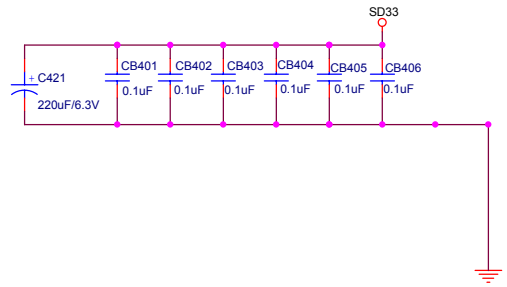 SD33
+ C421
220uF/6.3V
CB401
0.1uF
CB402
0.1uF
CB403
0.1uF
CB404
0.1uF
CB405
0.1uF
CB406
0.1uF